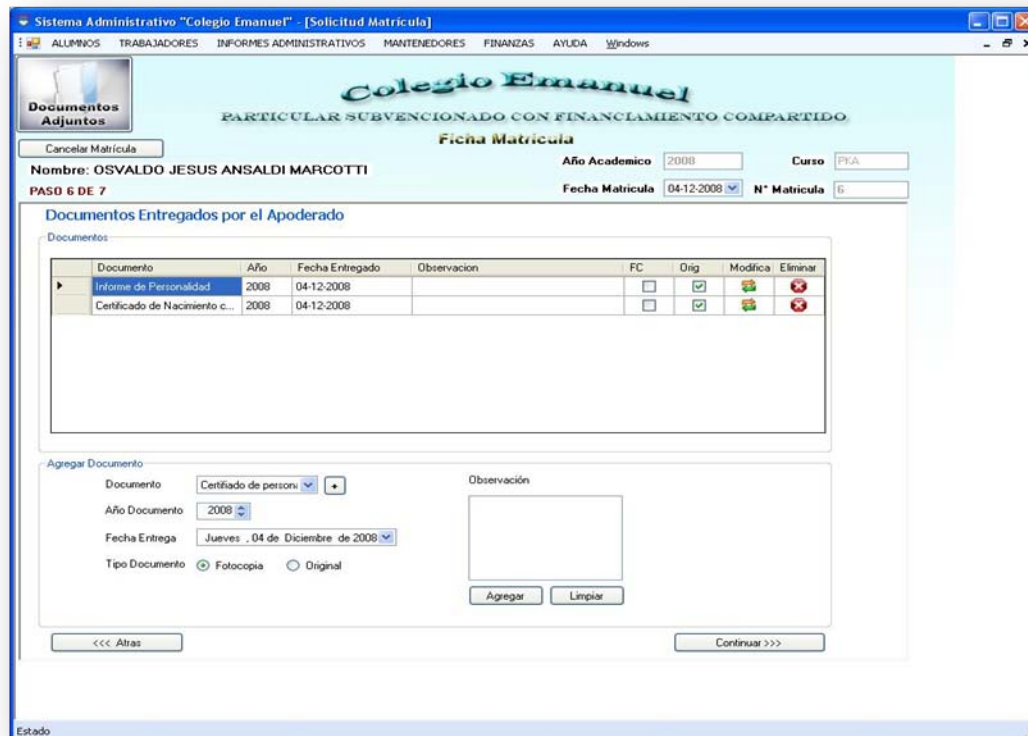 Sistema Administrativo "Colegio Emanuel" - [Solicitud Matrícula]
ALUMNOS TRABAJADORES INFORMES ADMINISTRATIVOS MANTENEDORES FINANZAS AYUDA Windows
Documentos
Adjuntos
Colegio Emanuel
PARTICULAR SUBVENCIONADO CON FINANCIAMIENTO COMPARTIDO
Ficha Matricula
Cancelar Matrícula
Año Academico 2008 Curso PKA
Nombre: OSVALDO JESUS ANSALDI MARCOTTI
Fecha Matricula 04-12-2008 N° Matricula 6
PASO 6 DE 7
Documentos Entregados por el Apoderado
Documentos
Documento Año Fecha Entregado Observacion FC Orig Modifica Eliminar
Informe de Personalidad 2008 04-12-2008
Certificado de Nacimiento c... 2008 04-12-2008
Agregar Documento
Documento Certifiado de person + Observación
Año Documento 2008
Fecha Entrega Jueves , 04 de Diciembre de 2008
Tipo Documento Fotocopia Original
Agregar Limpiar
<<< Atras Continuar >>>
Estado